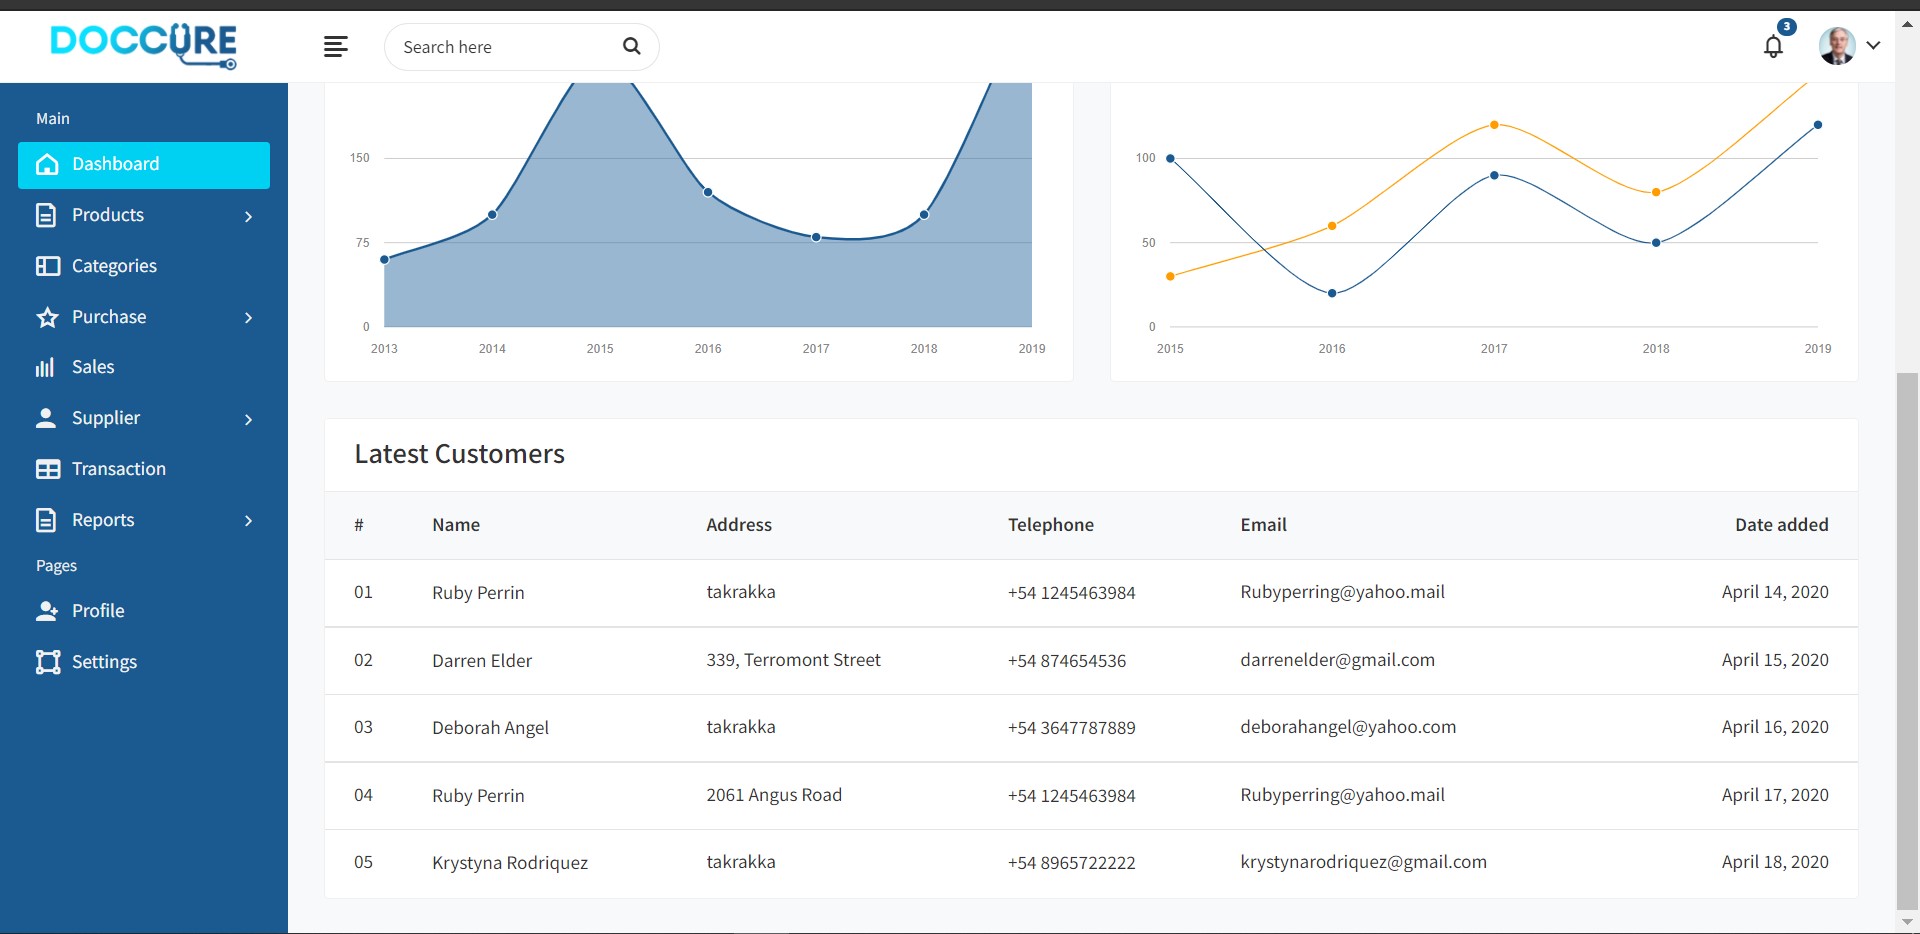 DOCCURE
Search here
3
Main
Dashboard
Products
Categories
Purchase
Sales
Supplier
Transaction
Reports
Pages
Profile
Settings
150
75
0
2013 2014 2015 2016 2017 2018 2019
100
50
0
2015 2016 2017 2018 2019
Latest Customers
# Name Address Telephone Email Date added
01 Ruby Perrin takrakka +54 1245463984 Rubyperring@yahoo.mail April 14, 2020
02 Darren Elder 339, Terromont Street +54 874654536 darrenelder@gmail.com April 15, 2020
03 Deborah Angel takrakka +54 3647787889 deborahangel@yahoo.com April 16, 2020
04 Ruby Perrin 2061 Angus Road +54 1245463984 Rubyperring@yahoo.mail April 17, 2020
05 Krystyna Rodriquez takrakka +54 8965722222 krystynarodriquez@gmail.com April 18, 2020